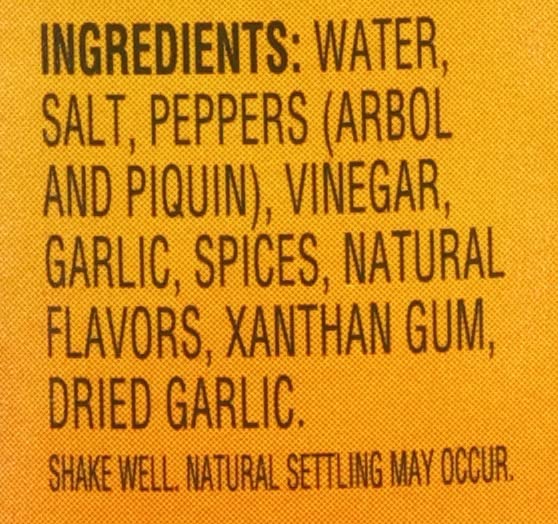 INGREDIENTS: WATER,
SALT, PEPPERS (ARBOL
AND PIQUIN), VINEGAR,
GARLIC, SPICES, NATURAL
FLAVORS, XANTHAN GUM,
DRIED GARLIC.
SHAKE WELL. NATURAL SETTLING MAY OCCUR.